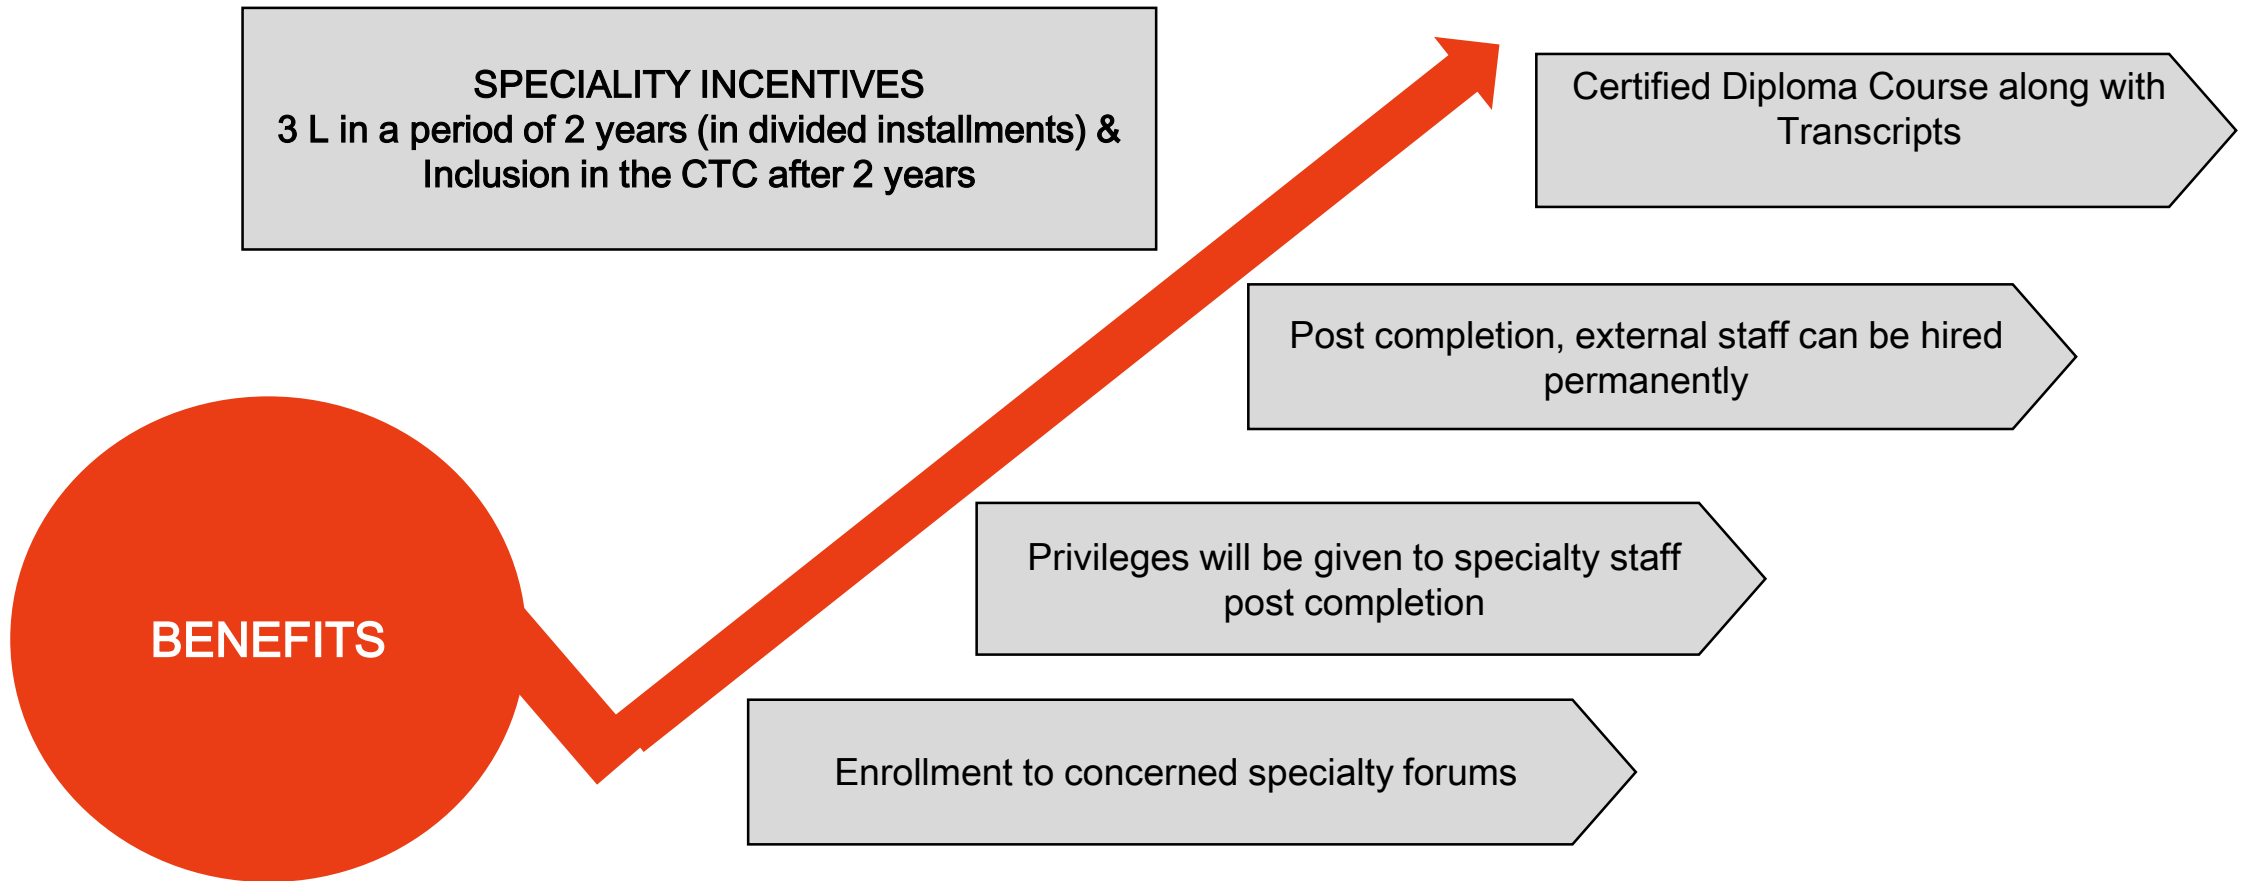 SPECIALITY INCENTIVES
3 L in a period of 2 years (in divided installments) &
Inclusion in the CTC after 2 years
Certified Diploma Course along with
Transcripts
Post completion, external staff can be hired
permanently
Privileges will be given to specialty staff
post completion
BENEFITS
Enrollment to concerned specialty forums